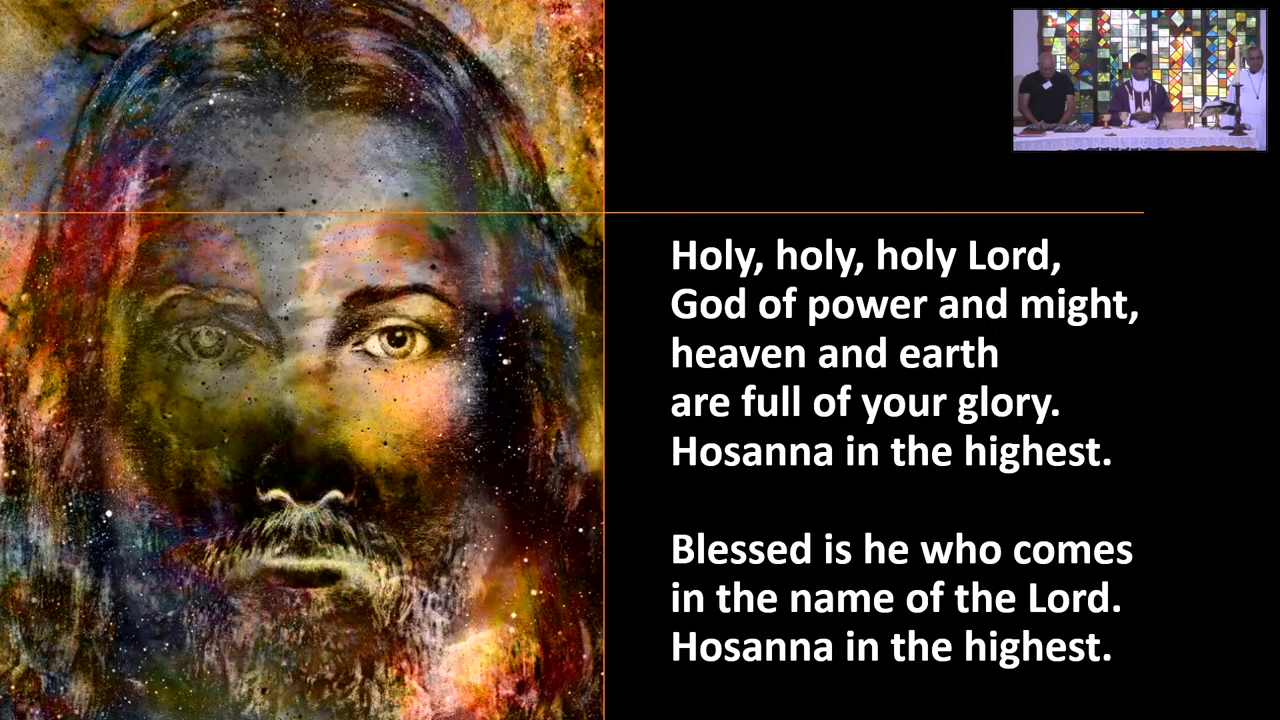 Holy, holy, holy Lord,
God of power and might,
heaven and earth
are full of your glory.
Hosanna in the highest.
Blessed is he who comes
in the name of the Lord.
Hosanna in the highest.